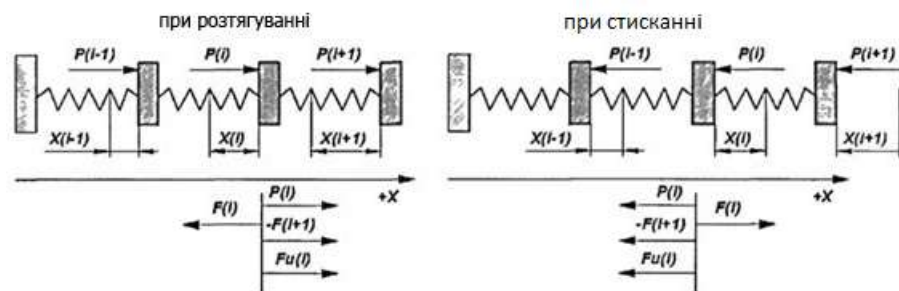 при розтягуванні
при стисканні
P(i-1) P(i) P(i+1)
P(i-1) P(i) P(i+1)
X(i-1) X(i) X(i+1)
X(i-1) X(i) X(i+1)
+X
+X
F(i) P(i)
-F(i+1)
Fu(i)
P(i) F(i)
-F(i+1)
Fu(i)